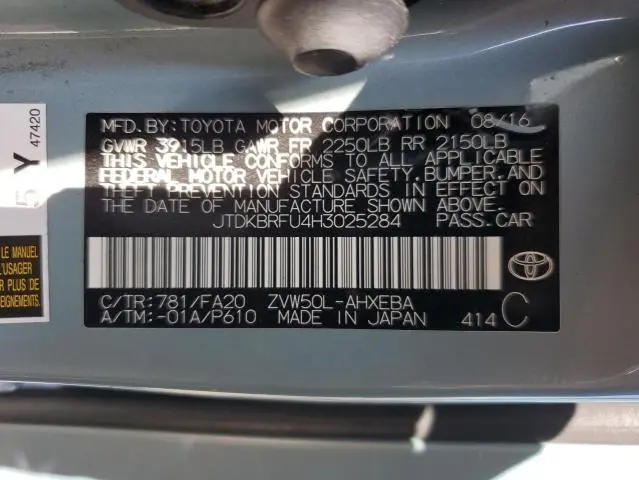 MFD.BY:TOYOTA MOTOR CORPORATION 08/16
GVWR 3915LB GAWR FR 2250LB RR 2150LB
THIS VEHICLE CONFORMS TO ALL APPLICABLE
FEDERAL MOTOR VEHICLE SAFETY,BUMPER,AND
THEFT PREVENTION STANDARDS IN EFFECT ON
THE DATE OF MANUFACTURE SHOWN ABOVE.
JTDKBRFU4H3025284 PASS.CAR
C/TR:781/FA20 ZVW50L-AHXEBA
A/TM:-01A/P610 MADE IN JAPAN 414 C
5 Y 47420
LE MANUEL
L'USAGER
PLUS DE
SEIGNEMENTS